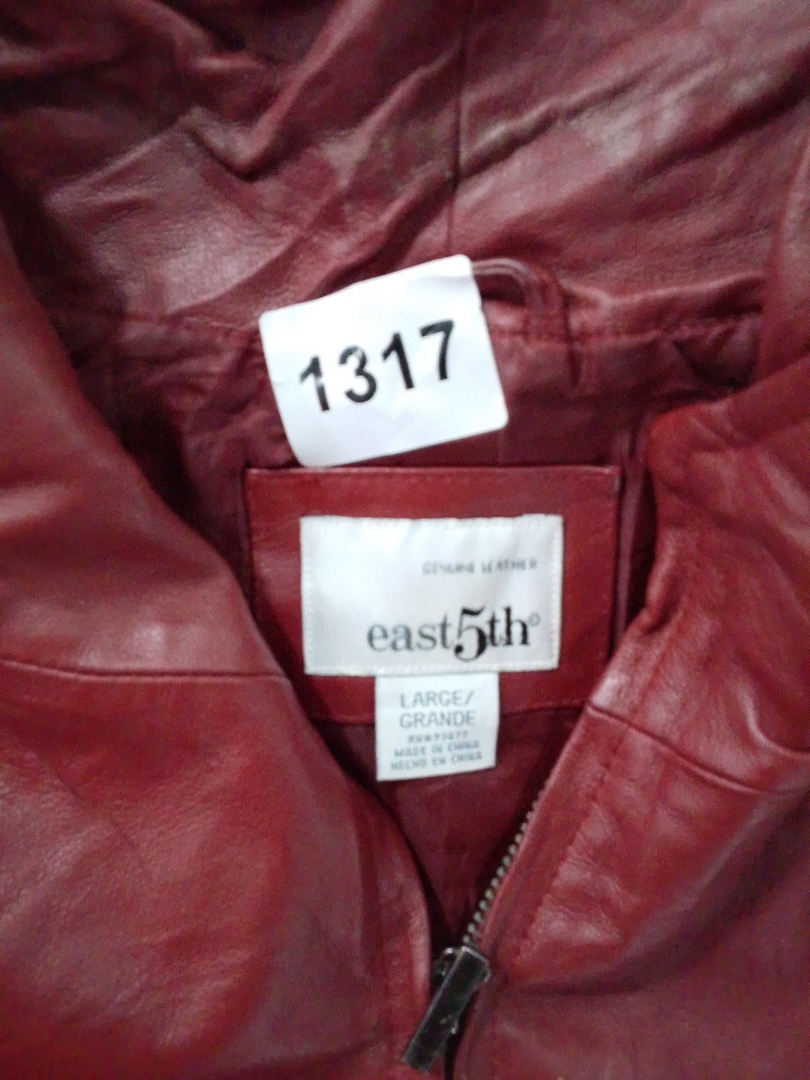 1317
GENUINE LEATHER
east5th®
LARGE/
GRANDE
MADE IN CHINA
HECHO EN CHINA